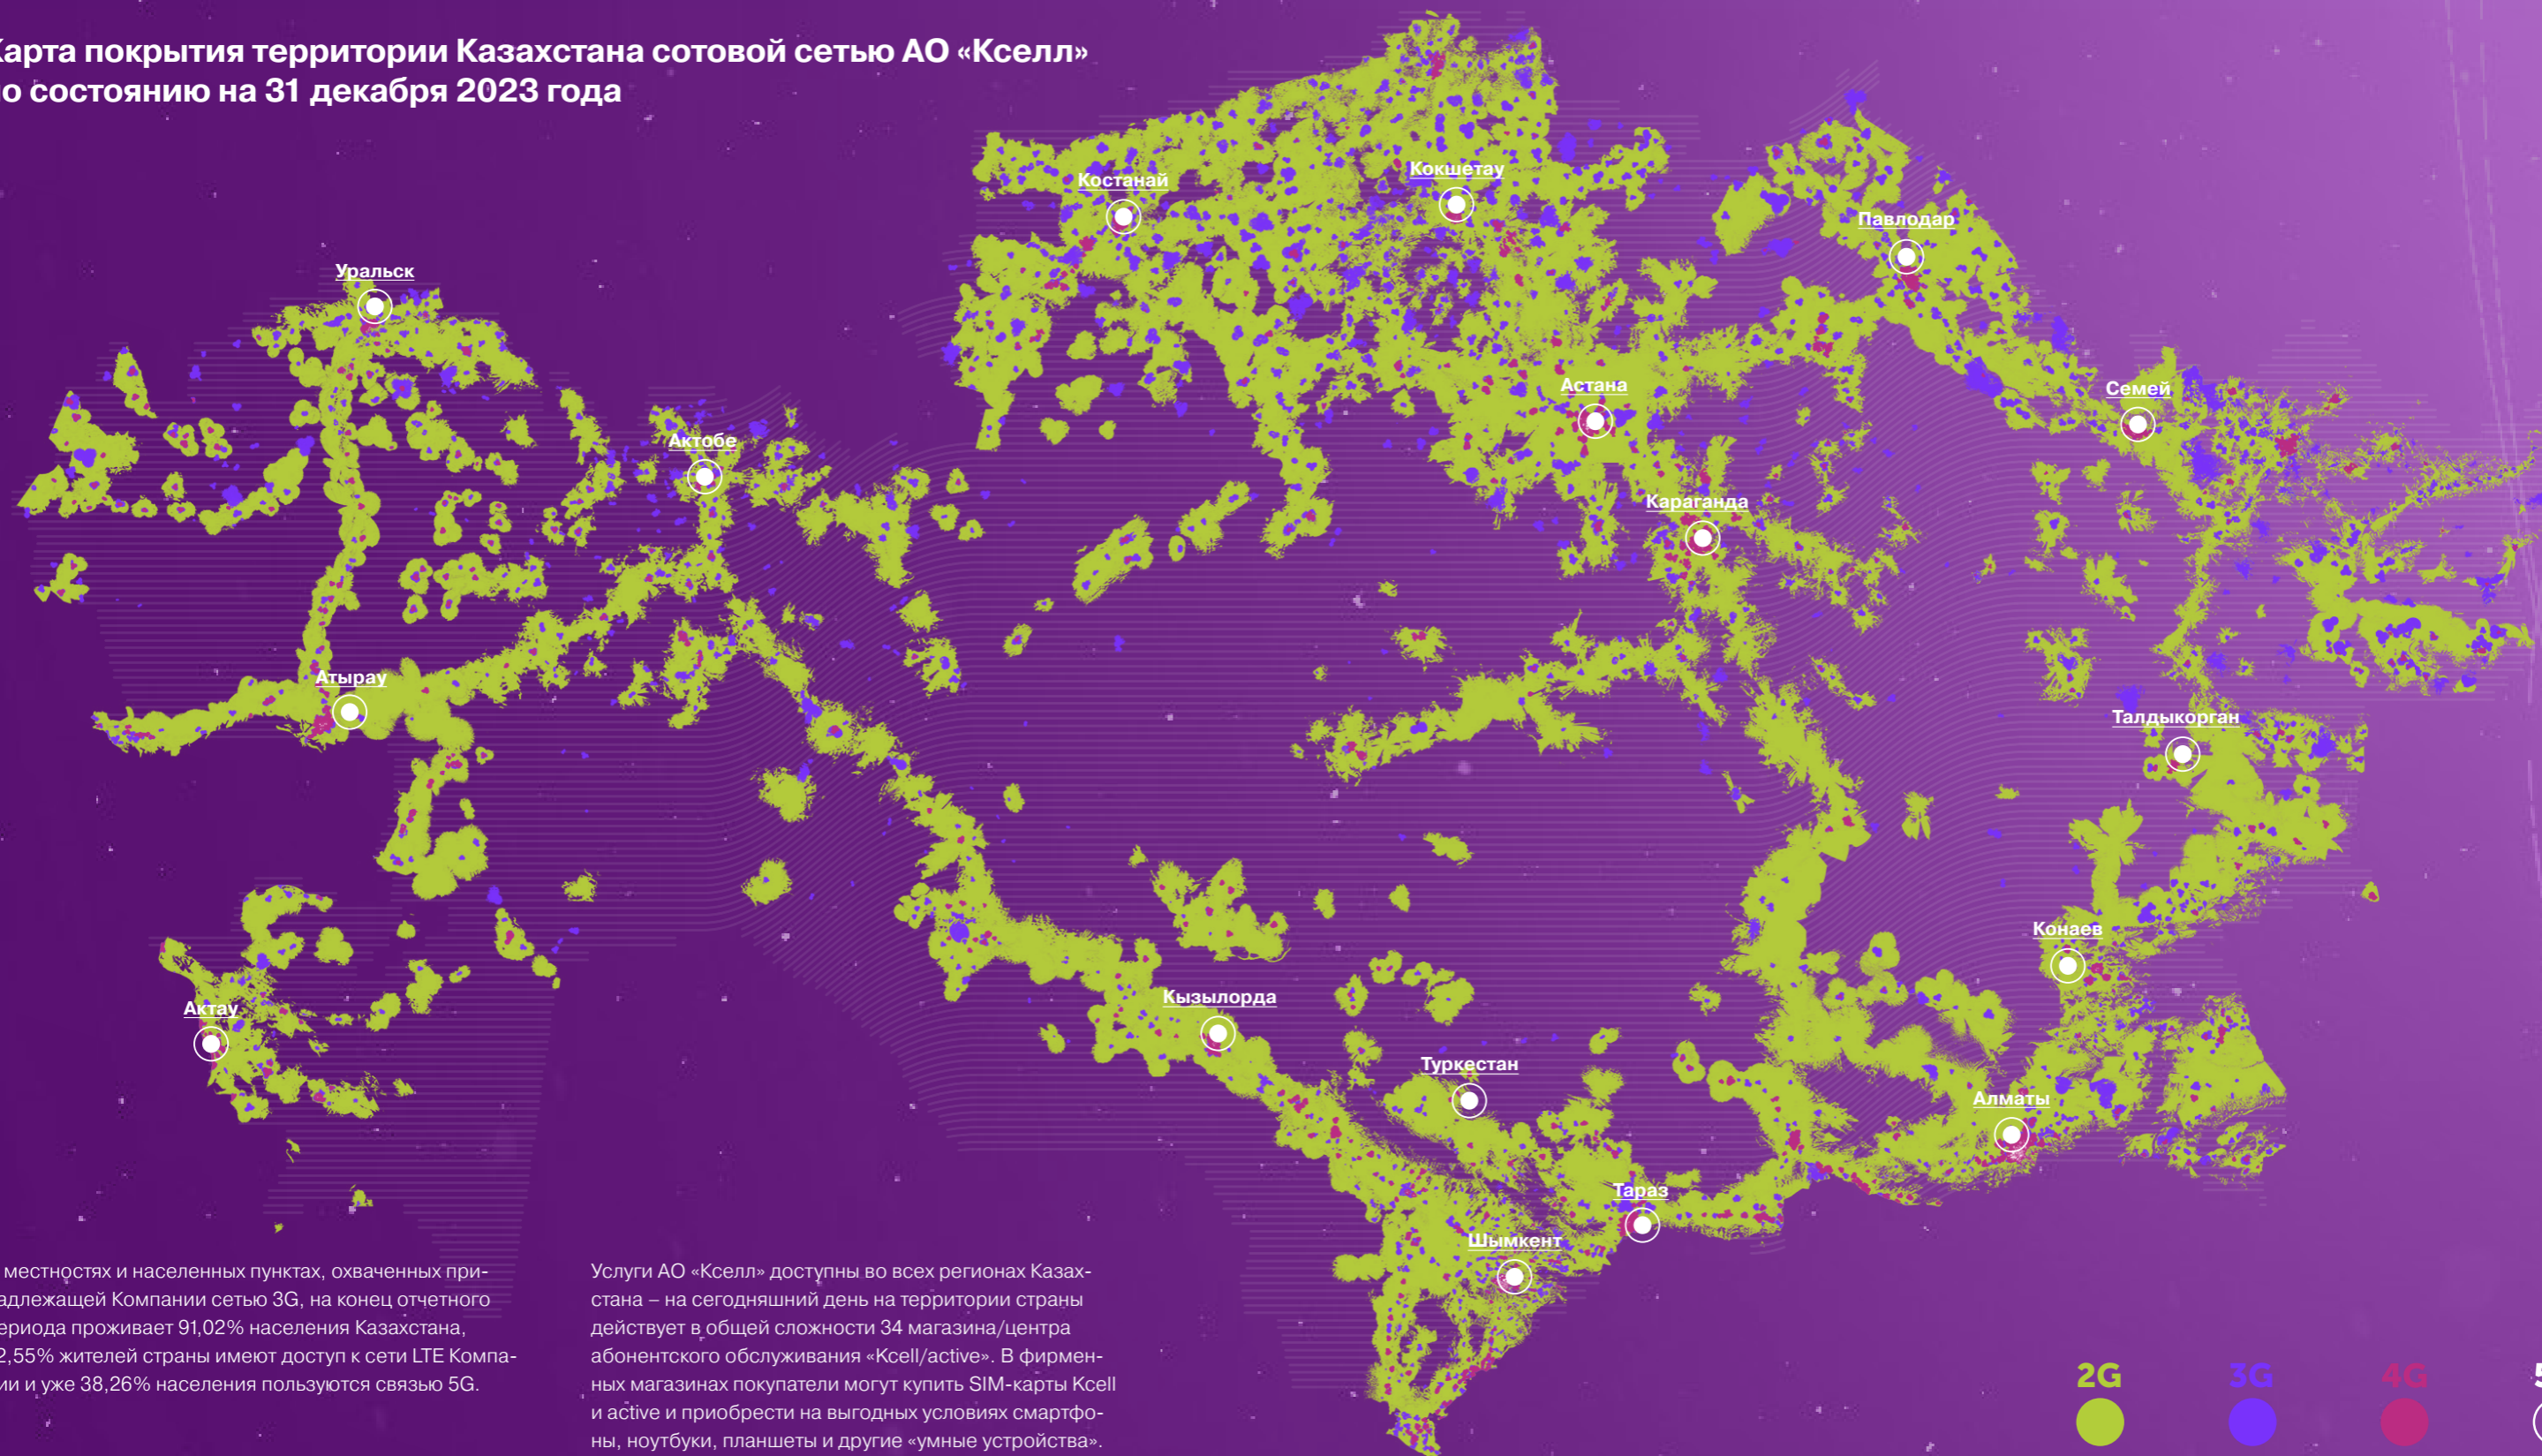 Карта покрытия территории Казахстана сотовой сетью АО «Кселл»
по состоянию на 31 декабря 2023 года
Кокшетау
Костанай
Павлодар
Уральск
Астана
Семей
Актобе
Караганда
Атырау
Талдыкорган
Конаев
Кызылорда
Актау
Туркестан
Алматы
Тараз
Шымкент
местностях и населенных пунктах, охваченных при-
адлежащей Компании сетью 3G, на конец отчетного
ериода проживает 91,02% населения Казахстана,
2,55% жителей страны имеют доступ к сети LTE Компа-
ии и уже 38,26% населения пользуются связью 5G.
Услуги АО «Кселл» доступны во всех регионах Казах-
стана – на сегодняшний день на территории страны
действует в общей сложности 34 магазина/центра
абонентского обслуживания «Kcell/active». В фирмен-
ных магазинах покупатели могут купить SIM-карты Kcell
и active и приобрести на выгодных условиях смартфо-
ны, ноутбуки, планшеты и другие «умные устройства».
2G
3G
4G
5